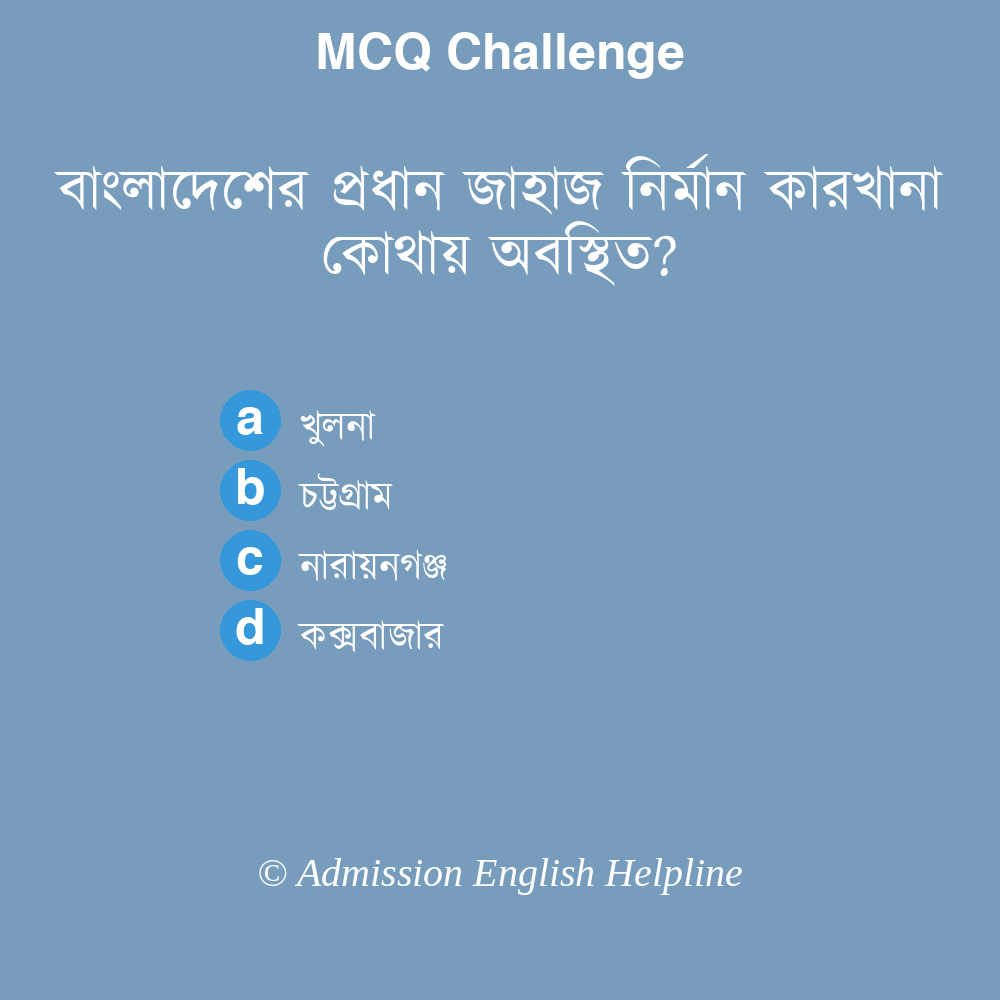 MCQ Challenge
বাংলাদেশের প্রধান জাহাজ নির্মান কারখানা
কোথায় অবস্থিত?
a খুলনা
b চট্টগ্রাম
c নারায়নগঞ্জ
d কক্সবাজার
© Admission English Helpline